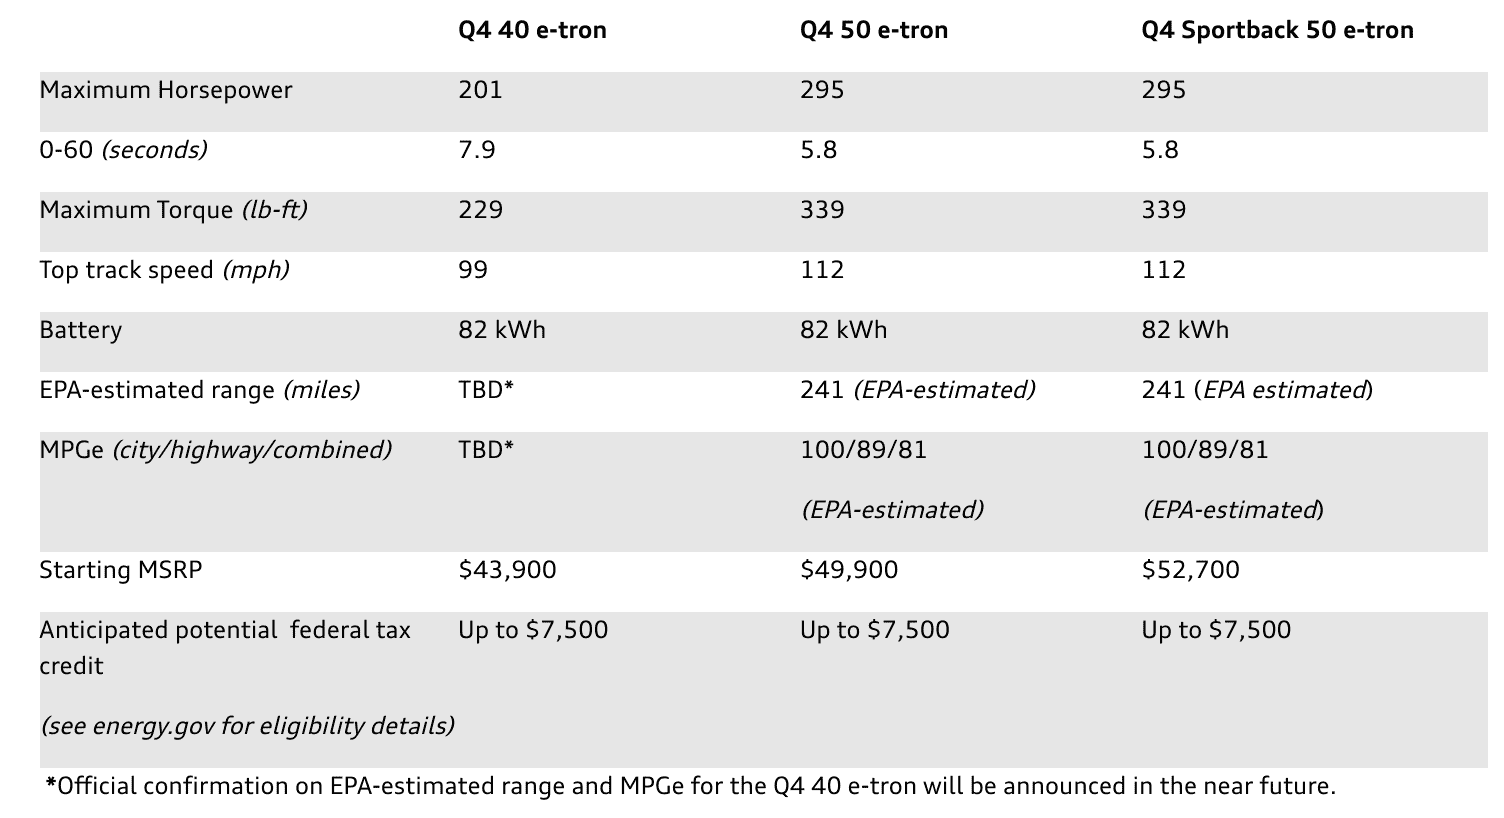 Q4 40 e-tron Q4 50 e-tron Q4 Sportback 50 e-tron
Maximum Horsepower 201 295 295
0-60 (seconds) 7.9 5.8 5.8
Maximum Torque (lb-ft) 229 339 339
Top track speed (mph) 99 112 112
Battery 82 kWh 82 kWh 82 kWh
EPA-estimated range (miles) TBD* 241 (EPA-estimated) 241 (EPA estimated)
MPGe (city/highway/combined) TBD* 100/89/81 100/89/81
(EPA-estimated) (EPA-estimated)
Starting MSRP $43,900 $49,900 $52,700
Anticipated potential  federal tax Up to $7,500 Up to $7,500 Up to $7,500
credit
(see energy.gov for eligibility details)
*Official confirmation on EPA-estimated range and MPGe for the Q4 40 e-tron will be announced in the near future.